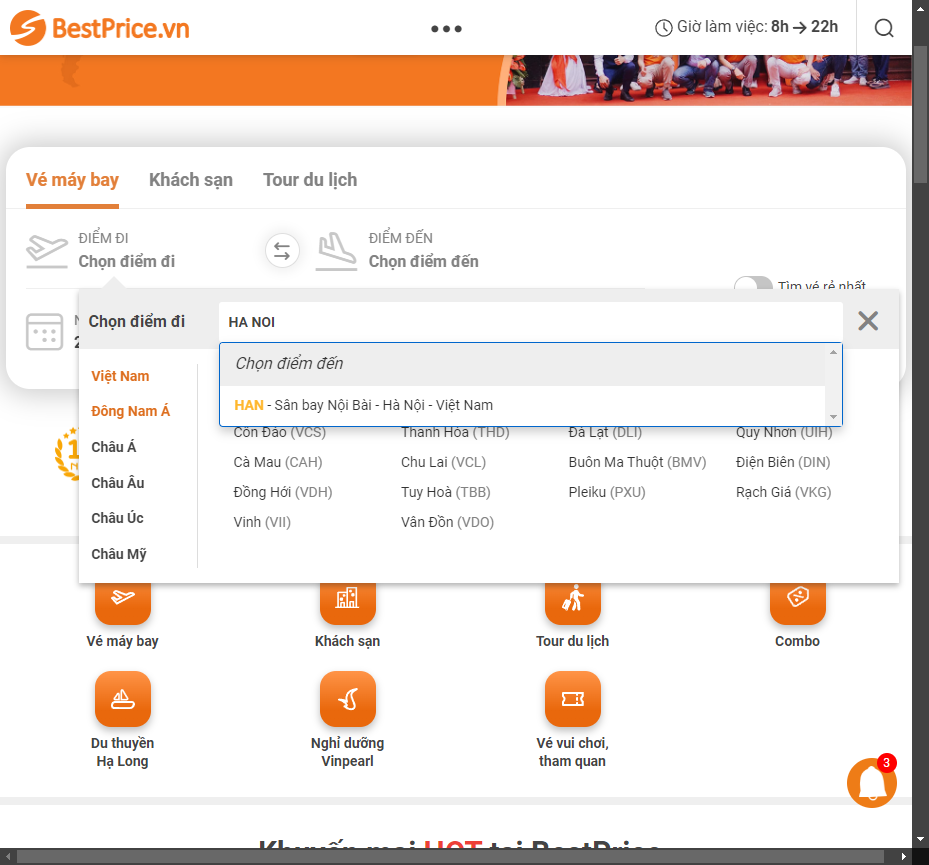 BestPrice.vn
Giờ làm việc: 8h → 22h
Vé máy bay
Khách sạn
Tour du lịch
ĐIỂM ĐI
Chọn điểm đi
ĐIỂM ĐẾN
Chọn điểm đến
Tìm vé rẻ nhất
Chọn điểm đi
HA NOI
Chọn điểm đến
HAN - Sân bay Nội Bài - Hà Nội - Việt Nam
Việt Nam
Đông Nam Á
Châu Á
Châu Âu
Châu Úc
Châu Mỹ
Côn Đảo (VCS)
Thanh Hóa (THD)
Đà Lạt (DLI)
Quy Nhơn (UIH)
Cà Mau (CAH)
Chu Lai (VCL)
Buôn Ma Thuột (BMV)
Điện Biên (DIN)
Đồng Hới (VDH)
Tuy Hoà (TBB)
Pleiku (PXU)
Rạch Giá (VKG)
Vinh (VII)
Vân Đồn (VDO)
Vé máy bay
Khách sạn
Tour du lịch
Combo
Du thuyền
Hạ Long
Nghỉ dưỡng
Vinpearl
Vé vui chơi,
tham quan
3
Khuyến mại HOT tại BestPrice